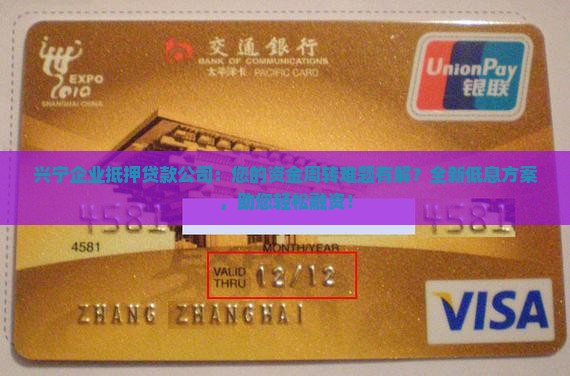 EXPO
2010
SHANGHAI CHINA
交通銀行
BANK OF COMMUNICATIONS
太平洋卡 PACIFIC CARD
UnionPay
银联
兴宁企业抵押贷款公司：您的资金周转难题有解？全新低息方案
，助您轻松融资！
4581
4581
MONTH/YEAR
VALID
THRU 12/12
ZHANG ZHANGHAI
VISA